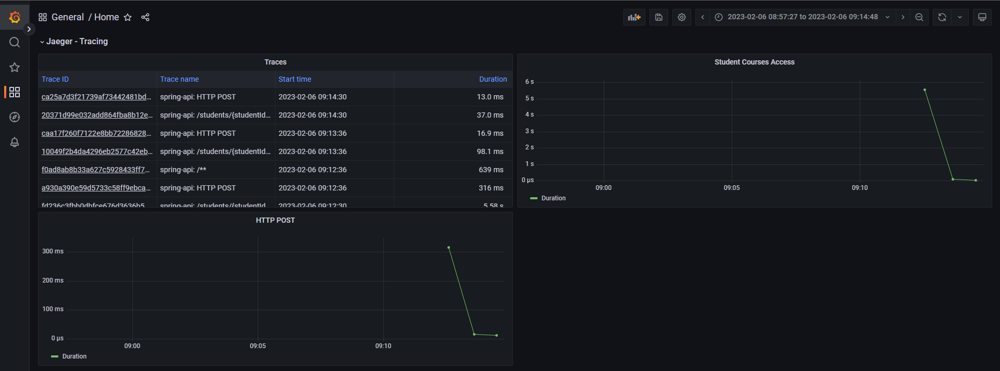 General / Home
2023-02-06 08:57:27 to 2023-02-06 09:14:48
Jaeger - Tracing
Traces
Trace ID Trace name Start time Duration
ca25a7d3f21739af73442481bd... spring-api: HTTP POST 2023-02-06 09:14:30 13.0 ms
20371d99e032add864fba8b12e... spring-api: /students/{studentId... 2023-02-06 09:14:30 37.0 ms
caa17f260f7122e8bb72286828... spring-api: HTTP POST 2023-02-06 09:13:36 16.9 ms
10049f2b4da4296eb2577c42eb... spring-api: /students/{studentId... 2023-02-06 09:13:36 98.1 ms
f0ad8ab8b33a627c5928433ff7... spring-api: /** 2023-02-06 09:12:36 639 ms
a930a390e59d5733c58ff9ebca... spring-api: HTTP POST 2023-02-06 09:12:36 316 ms
fd236c3fbb0dbfce676d3636b5... spring-api: /students/{studentId... 2023-02-06 09:12:30 5.58 s
Student Courses Access
6 s
5 s
4 s
3 s
2 s
1 s
0 µs
09:00 09:05 09:10
Duration
HTTP POST
300 ms
200 ms
100 ms
0 µs
09:00 09:05 09:10
Duration